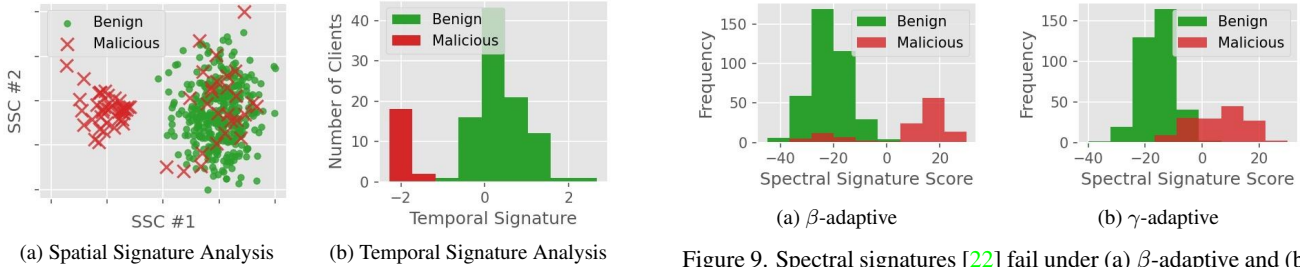 Benign
Malicious
SSC #2
SSC #1
(a) Spatial Signature Analysis
Number of Clients
40
30
20
10
0
Benign
Malicious
−2
0
2
Temporal Signature
(b) Temporal Signature Analysis
Frequency
150
100
50
0
Benign
Malicious
−40
−20
0
20
Spectral Signature Score
(a) β-adaptive
Frequency
150
100
50
0
Benign
Malicious
−40
−20
0
20
Spectral Signature Score
(b) γ-adaptive
Figure 9. Spectral signatures [22] fail under (a) β-adaptive and (b)